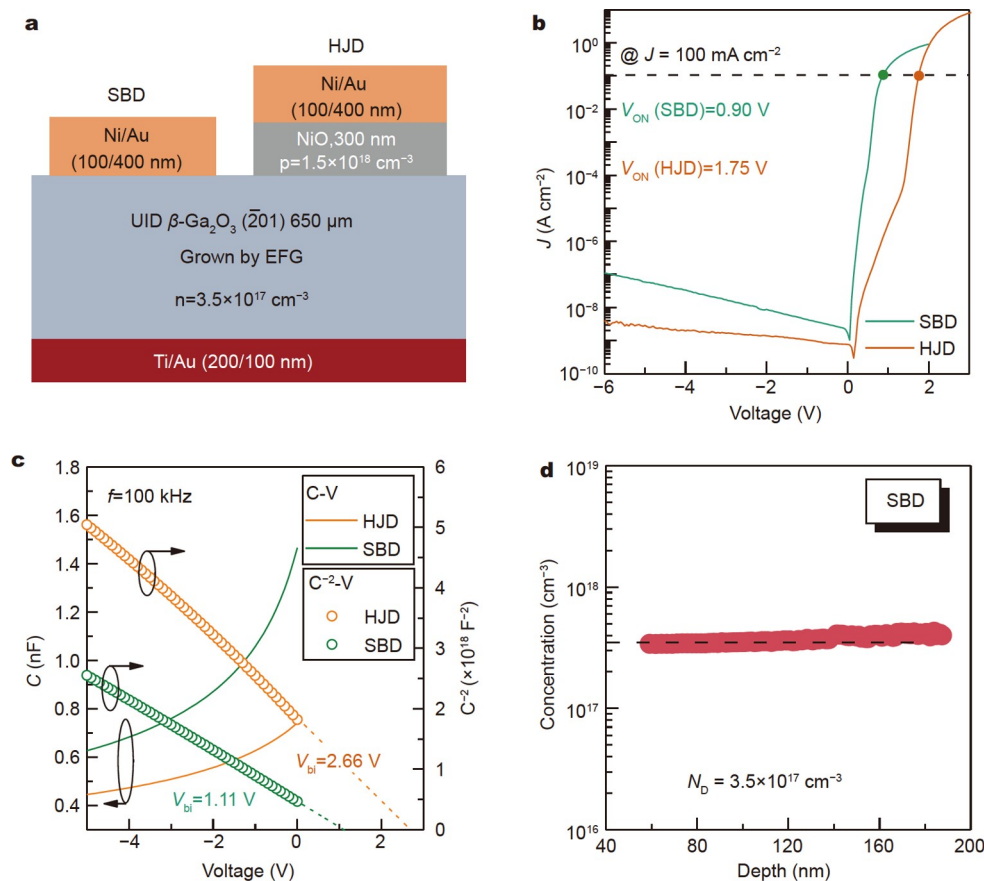 a
SBD
HJD
Ni/Au
(100/400 nm)
Ni/Au
(100/400 nm)
NiO,300 nm
p=1.5×10¹⁸ cm⁻³
UID β-Ga₂O₃ (2̅01) 650 μm
Grown by EFG
n=3.5×10¹⁷ cm⁻³
Ti/Au (200/100 nm)
b
@ J = 100 mA cm⁻²
V_ON (SBD)=0.90 V
V_ON (HJD)=1.75 V
SBD
HJD
J (A cm⁻²)
10⁰
10⁻²
10⁻⁴
10⁻⁶
10⁻⁸
10⁻¹⁰
−6
−4
−2
0
2
Voltage (V)
c
f=100 kHz
C-V
HJD
SBD
C⁻²-V
HJD
SBD
V_bi=2.66 V
V_bi=1.11 V
C (nF)
1.8
1.6
1.4
1.2
1.0
0.8
0.6
0.4
6
5
4
3
2
1
0
C⁻² (×10¹⁸ F⁻²)
−4
−2
0
2
Voltage (V)
d
SBD
N_D = 3.5×10¹⁷ cm⁻³
Concentration (cm⁻³)
10¹⁹
10¹⁸
10¹⁷
10¹⁶
40
80
120
160
200
Depth (nm)